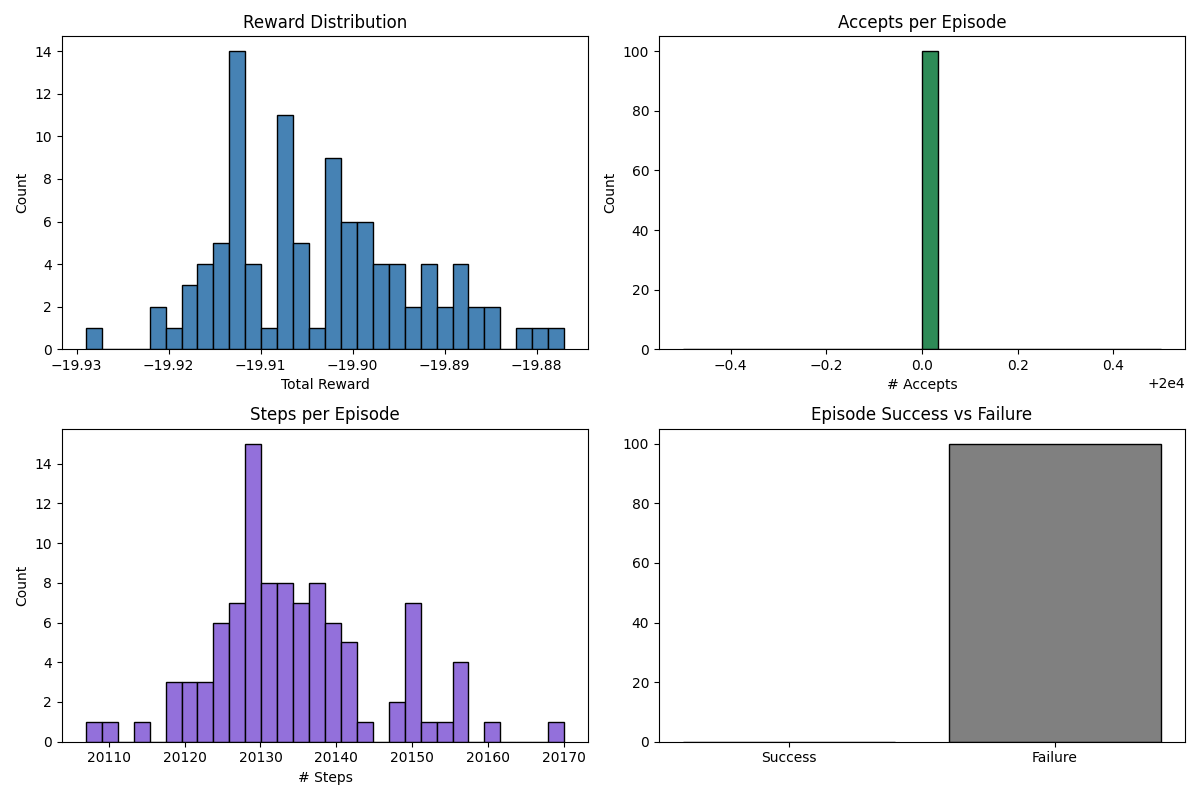 Reward Distribution
Count
14
12
10
8
6
4
2
0
−19.93 −19.92 −19.91 −19.90 −19.89 −19.88
Total Reward
Accepts per Episode
Count
100
80
60
40
20
0
−0.4 −0.2 0.0 0.2 0.4
# Accepts
+2e4
Steps per Episode
Count
14
12
10
8
6
4
2
0
20110 20120 20130 20140 20150 20160 20170
# Steps
Episode Success vs Failure
100
80
60
40
20
0
Success Failure